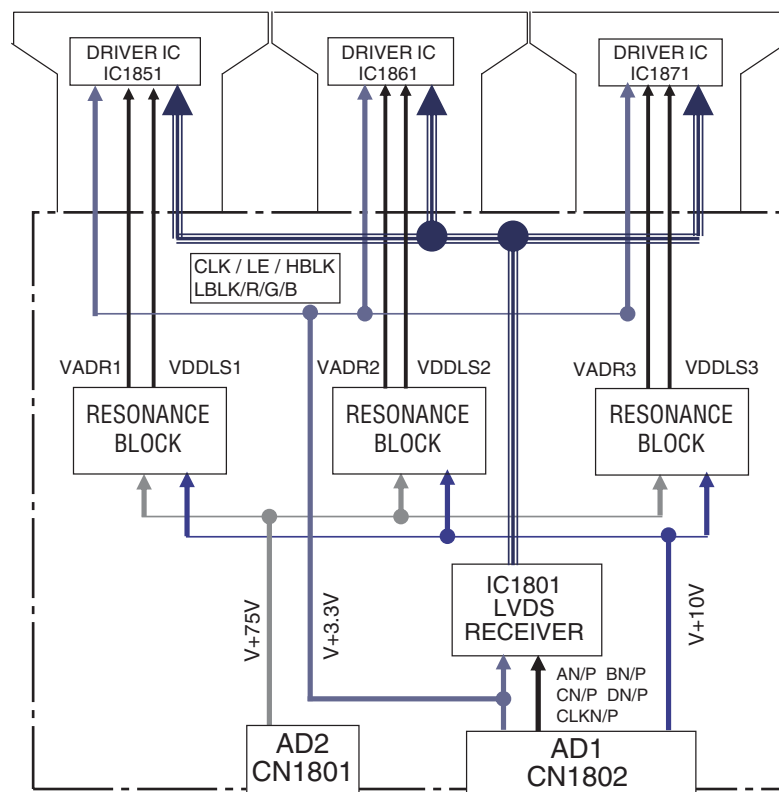 DRIVER IC
IC1851
DRIVER IC
IC1861
DRIVER IC
IC1871
CLK / LE / HBLK
LBLK/R/G/B
VADR1
VDDLS1
VADR2
VDDLS2
VADR3
VDDLS3
RESONANCE
BLOCK
RESONANCE
BLOCK
RESONANCE
BLOCK
V+75V
V+3.3V
IC1801
LVDS
RECEIVER
V+10V
AN/P BN/P
CN/P DN/P
CLKN/P
AD2
CN1801
AD1
CN1802